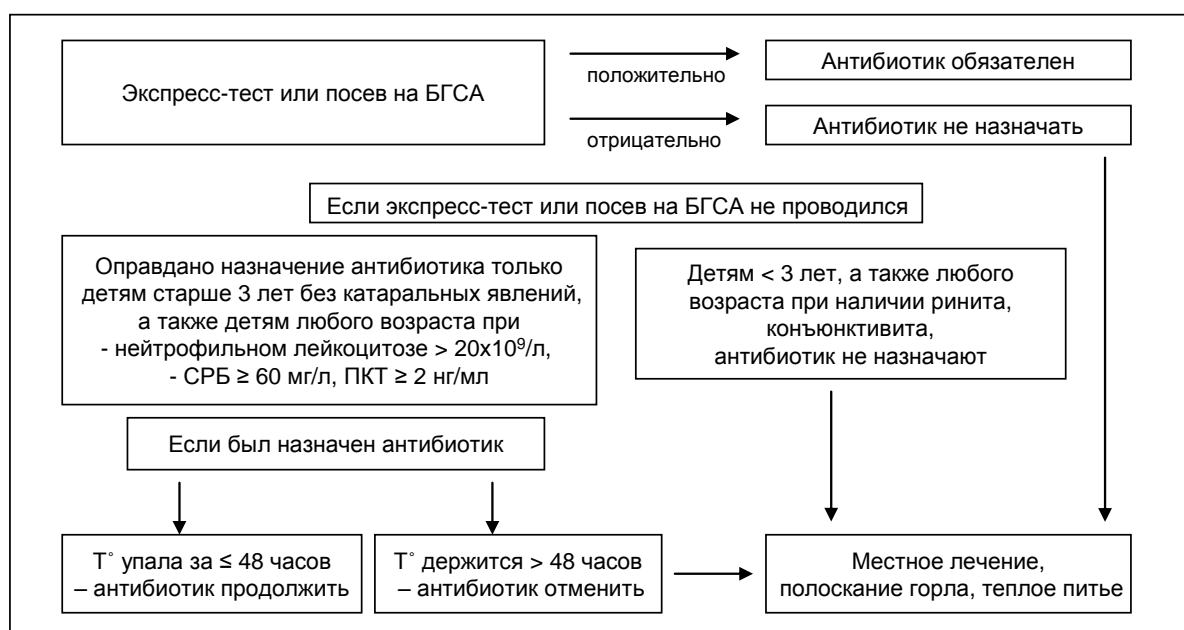 Экспресс-тест или посев на БГСА
положительно
Антибиотик обязателен
отрицательно
Антибиотик не назначать
Если экспресс-тест или посев на БГСА не проводился
Оправдано назначение антибиотика только
детям старше 3 лет без катаральных явлений,
а также детям любого возраста при
- нейтрофильном лейкоцитозе > 20х10⁹/л,
- СРБ ≥ 60 мг/л, ПКТ ≥ 2 нг/мл
Детям < 3 лет, а также любого
возраста при наличии ринита,
конъюнктивита,
антибиотик не назначают
Если был назначен антибиотик
Т° упала за ≤ 48 часов
– антибиотик продолжить
Т° держится > 48 часов
– антибиотик отменить
Местное лечение,
полоскание горла, теплое питье